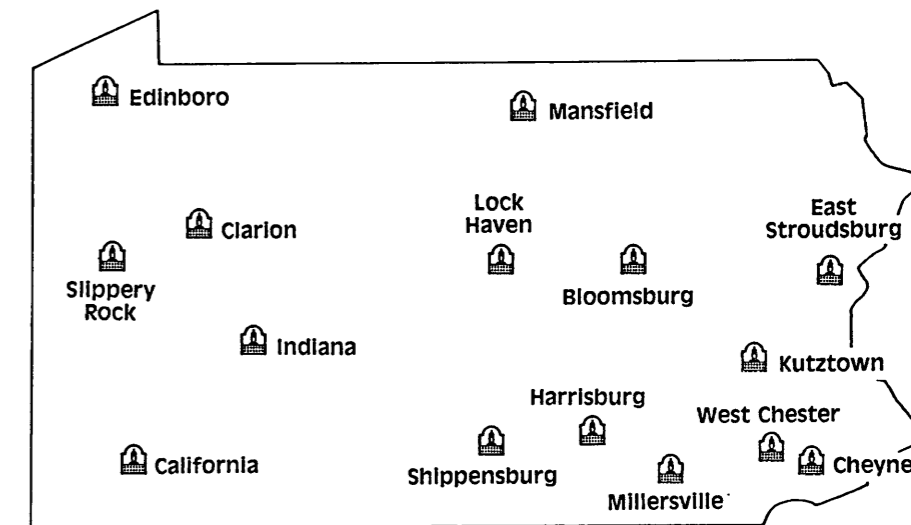 Edinboro
Mansfield
Lock
Haven
East
Stroudsburg
Clarion
Slippery
Rock
Bloomsburg
Indiana
Kutztown
Harrisburg
West Chester
California
Shippensburg
Cheyne
Millersville